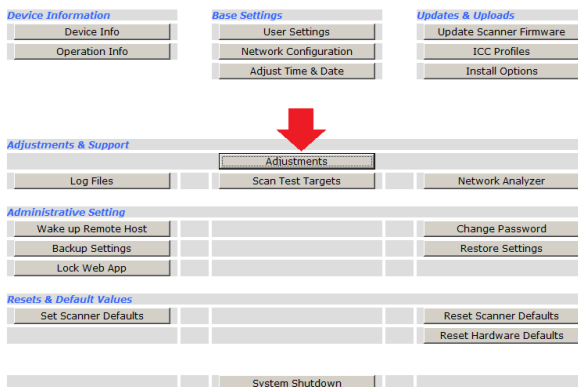 Device Information Base Settings Updates & Uploads
Device Info User Settings Update Scanner Firmware
Operation Info Network Configuration ICC Profiles
Adjust Time & Date Install Options
Adjustments & Support
Adjustments
Log Files Scan Test Targets Network Analyzer
Administrative Setting
Wake up Remote Host Change Password
Backup Settings Restore Settings
Lock Web App
Resets & Default Values
Set Scanner Defaults Reset Scanner Defaults
Reset Hardware Defaults
System Shutdown